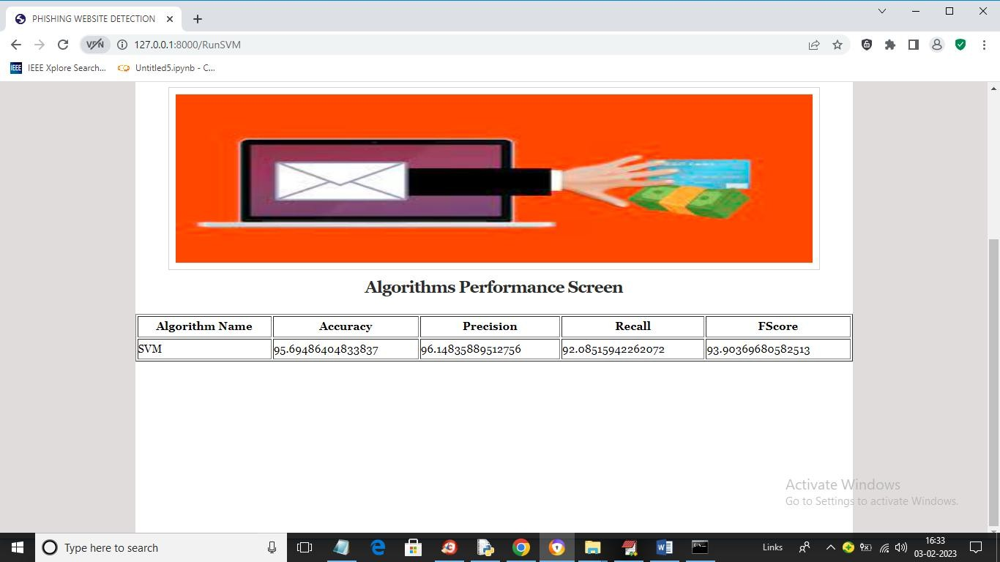 PHISHING WEBSITE DETECTION
VPN 127.0.0.1:8000/RunSVM
IEEE IEEE Xplore Search... Untitled5.ipynb - C...
Algorithms Performance Screen
Algorithm Name Accuracy Precision Recall FScore
SVM 95.69486404833837 96.14835889512756 92.08515942262072 93.90369680582513
Activate Windows
Go to Settings to activate Windows.
Type here to search Links 16:33
03-02-2023